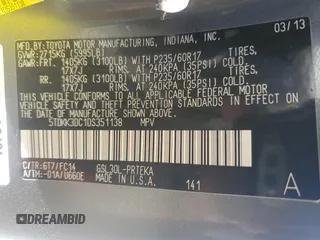 03/13
MFD. BY: TOYOTA MOTOR MANUFACTURING, INDIANA, INC.
GVWR: 2715KG (5995LB)
GAWR: FRT. 1405KG (3100LB) WITH P235/60R17 TIRES,
17X7J RIMS, AT 240KPA (35PSI) COLD
RR. 1405KG (3100LB) WITH P235/60R17 TIRES,
17X7J RIMS, AT 240KPA (35PSI) COLD
THIS VEHICLE CONFORMS TO ALL APPLICABLE FEDERAL MOTOR
VEHICLE SAFETY AND THEFT PREVENTION STANDARDS IN EFFECT
ON THE DATE OF MANUFACTURE SHOWN ABOVE.
5TDKK3DC1DS351138 MPV
C/TR: 6T7/FC14 GSL30L-PRTEKA
A/TM: -01A/U660E MADE IN U.S.A. 141
A